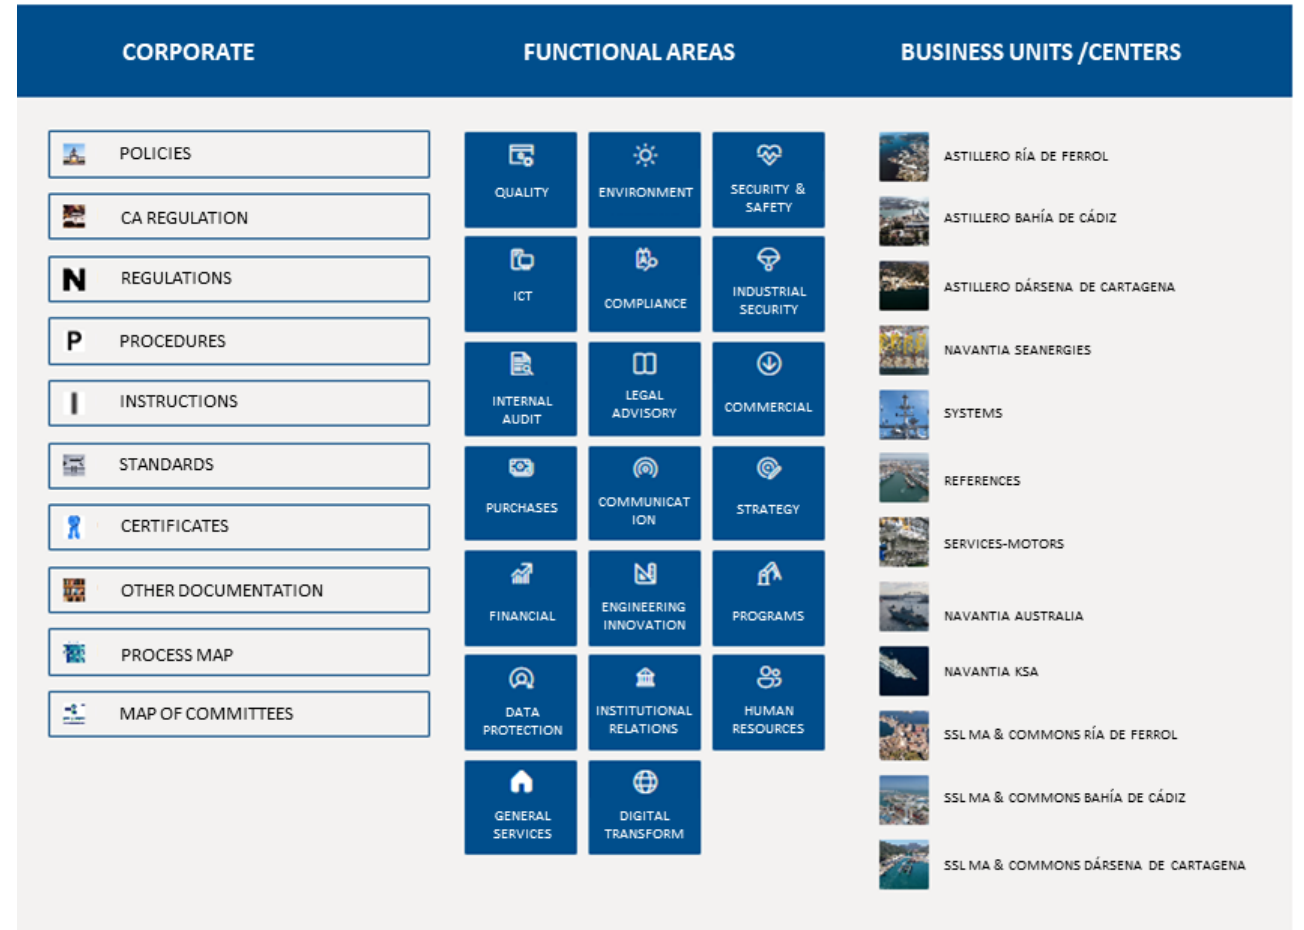 CORPORATE
FUNCTIONAL AREAS
BUSINESS UNITS /CENTERS
POLICIES
CA REGULATION
N
REGULATIONS
P
PROCEDURES
I
INSTRUCTIONS
STANDARDS
CERTIFICATES
OTHER DOCUMENTATION
PROCESS MAP
MAP OF COMMITTEES
QUALITY
ENVIRONMENT
SECURITY &
SAFETY
ICT
COMPLIANCE
INDUSTRIAL
SECURITY
INTERNAL
AUDIT
LEGAL
ADVISORY
COMMERCIAL
PURCHASES
COMMUNICAT
ION
STRATEGY
FINANCIAL
ENGINEERING
INNOVATION
PROGRAMS
DATA
PROTECTION
INSTITUTIONAL
RELATIONS
HUMAN
RESOURCES
GENERAL
SERVICES
DIGITAL
TRANSFORM
ASTILLERO RÍA DE FERROL
ASTILLERO BAHÍA DE CÁDIZ
ASTILLERO DÁRSENA DE CARTAGENA
NAVANTIA SEANERGIES
SYSTEMS
REFERENCES
SERVICES-MOTORS
NAVANTIA AUSTRALIA
NAVANTIA KSA
SSL MA & COMMONS RÍA DE FERROL
SSL MA & COMMONS BAHÍA DE CÁDIZ
SSL MA & COMMONS DÁRSENA DE CARTAGENA